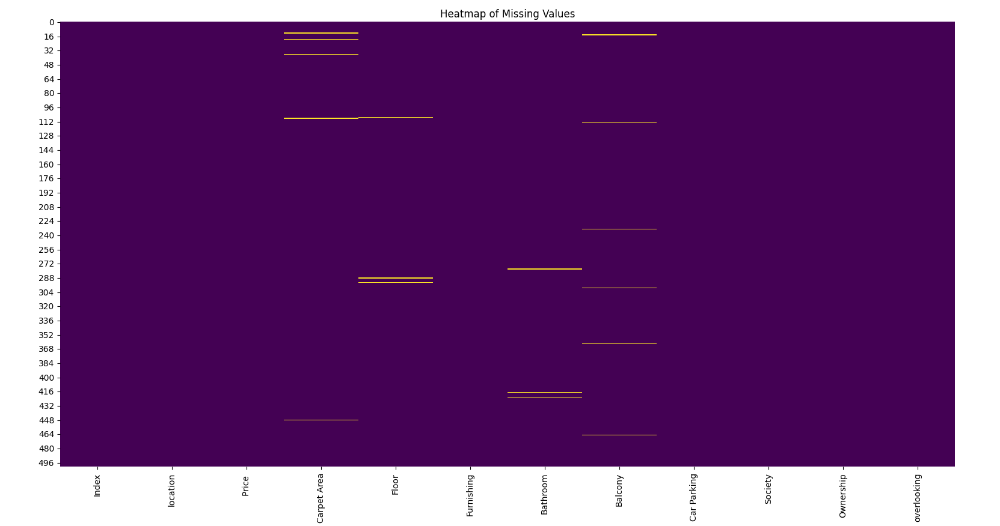 Heatmap of Missing Values
0
16
32
48
64
80
96
112
128
144
160
176
192
208
224
240
256
272
288
304
320
336
352
368
384
400
416
432
448
464
480
496
Index
location
Price
Carpet Area
Floor
Furnishing
Bathroom
Balcony
Car Parking
Society
Ownership
overlooking